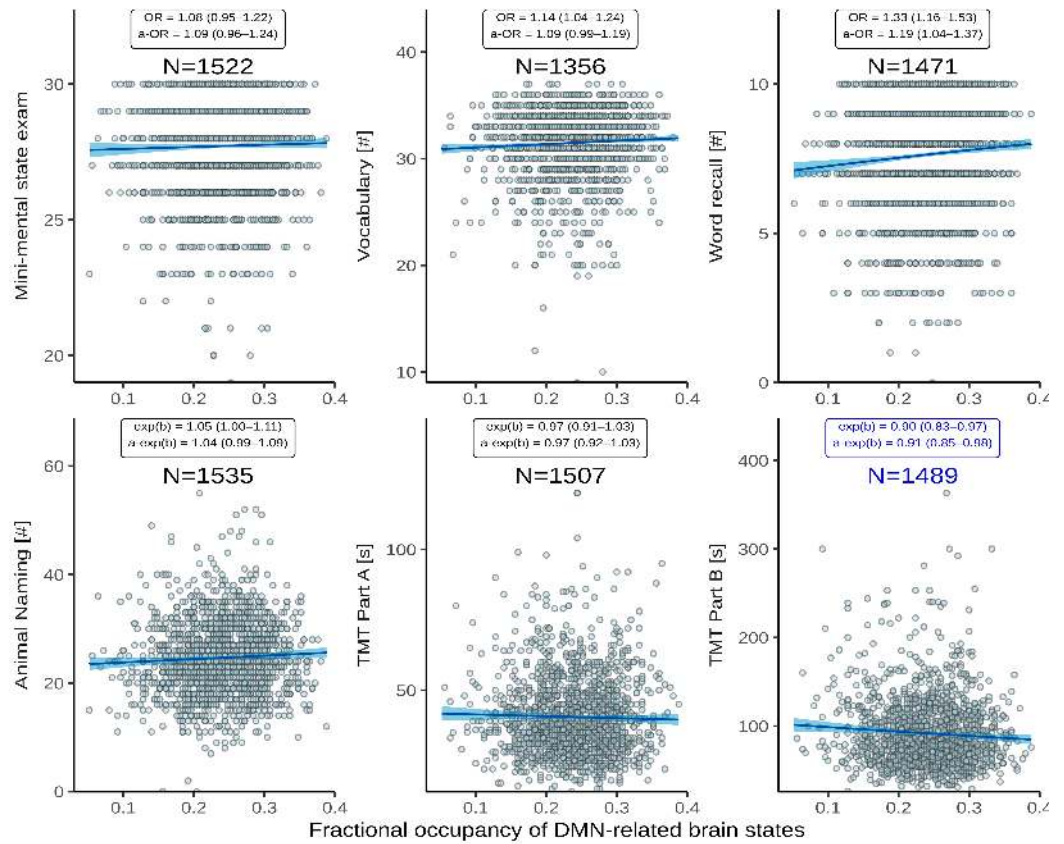 OR = 1.08 (0.95–1.22)
a-OR = 1.09 (0.96–1.24)
N=1522
Mini-mental state exam
30
25
20
0.1 0.2 0.3 0.4
OR = 1.14 (1.04–1.24)
a-OR = 1.09 (0.99–1.19)
N=1356
Vocabulary [#]
40
30
20
10
0.1 0.2 0.3 0.4
OR = 1.33 (1.16–1.53)
a-OR = 1.19 (1.04–1.37)
N=1471
Word recall [#]
10
5
0
0.1 0.2 0.3 0.4
exp(b) = 1.05 (1.00–1.11)
a-exp(b) = 1.04 (0.99–1.09)
N=1535
Animal Naming [#]
60
40
20
0
0.1 0.2 0.3 0.4
exp(b) = 0.97 (0.91–1.03)
a-exp(b) = 0.97 (0.92–1.03)
N=1507
TMT Part A [s]
100
50
0.1 0.2 0.3 0.4
exp(b) = 0.90 (0.83–0.97)
a-exp(b) = 0.91 (0.85–0.98)
N=1489
TMT Part B [s]
400
300
200
100
0.1 0.2 0.3 0.4
Fractional occupancy of DMN-related brain states